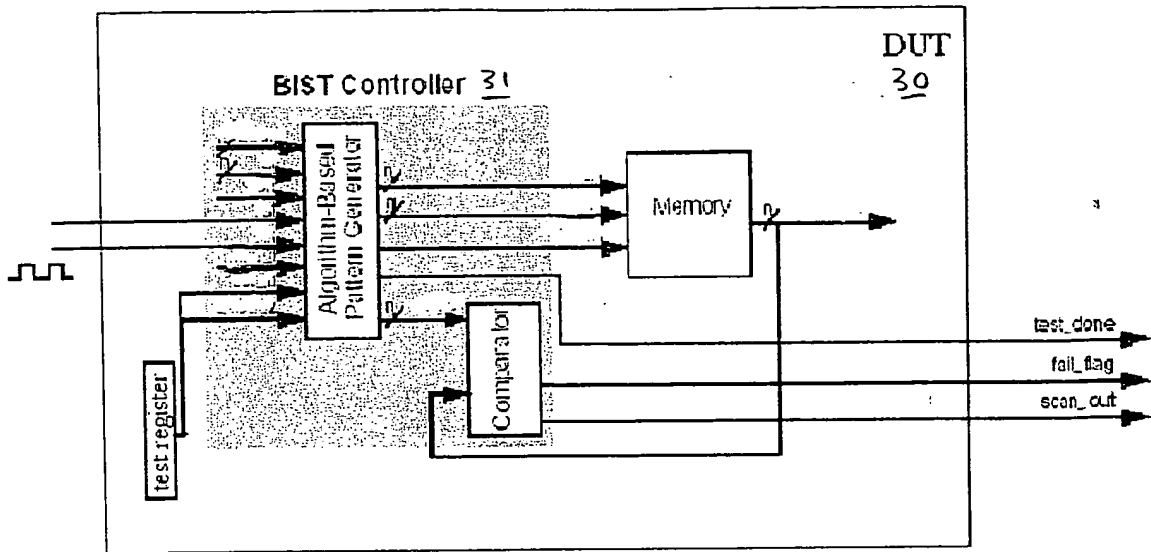 DUT
30
BIST Controller 31
Algorithm-Based
Pattern Generator
n
n
n
n
Memory
n
Comparator
test register
test_done
fail_flag
scan_out